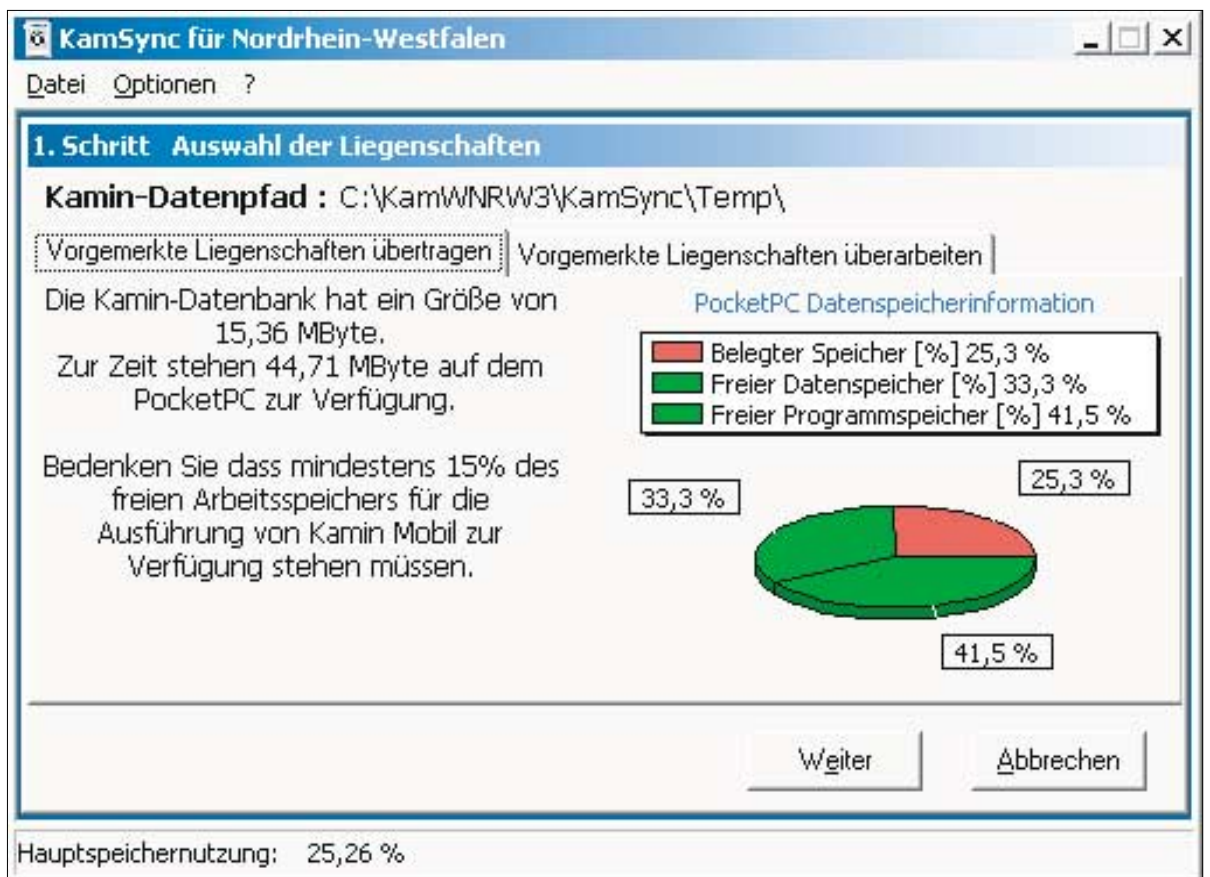 KamSync für Nordrhein-Westfalen
Datei Optionen ?
1. Schritt Auswahl der Liegenschaften
Kamin-Datenpfad : C:\KamWNRW3\KamSync\Temp\
Vorgemerkte Liegenschaften übertragen
Vorgemerkte Liegenschaften überarbeiten
Die Kamin-Datenbank hat ein Größe von
15,36 MByte.
Zur Zeit stehen 44,71 MByte auf dem
PocketPC zur Verfügung.
Bedenken Sie dass mindestens 15% des
freien Arbeitsspeichers für die
Ausführung von Kamin Mobil zur
Verfügung stehen müssen.
PocketPC Datenspeicherinformation
Belegter Speicher [%] 25,3 %
Freier Datenspeicher [%] 33,3 %
Freier Programmspeicher [%] 41,5 %
25,3 %
33,3 %
41,5 %
Weiter
Abbrechen
Hauptspeichernutzung: 25,26 %